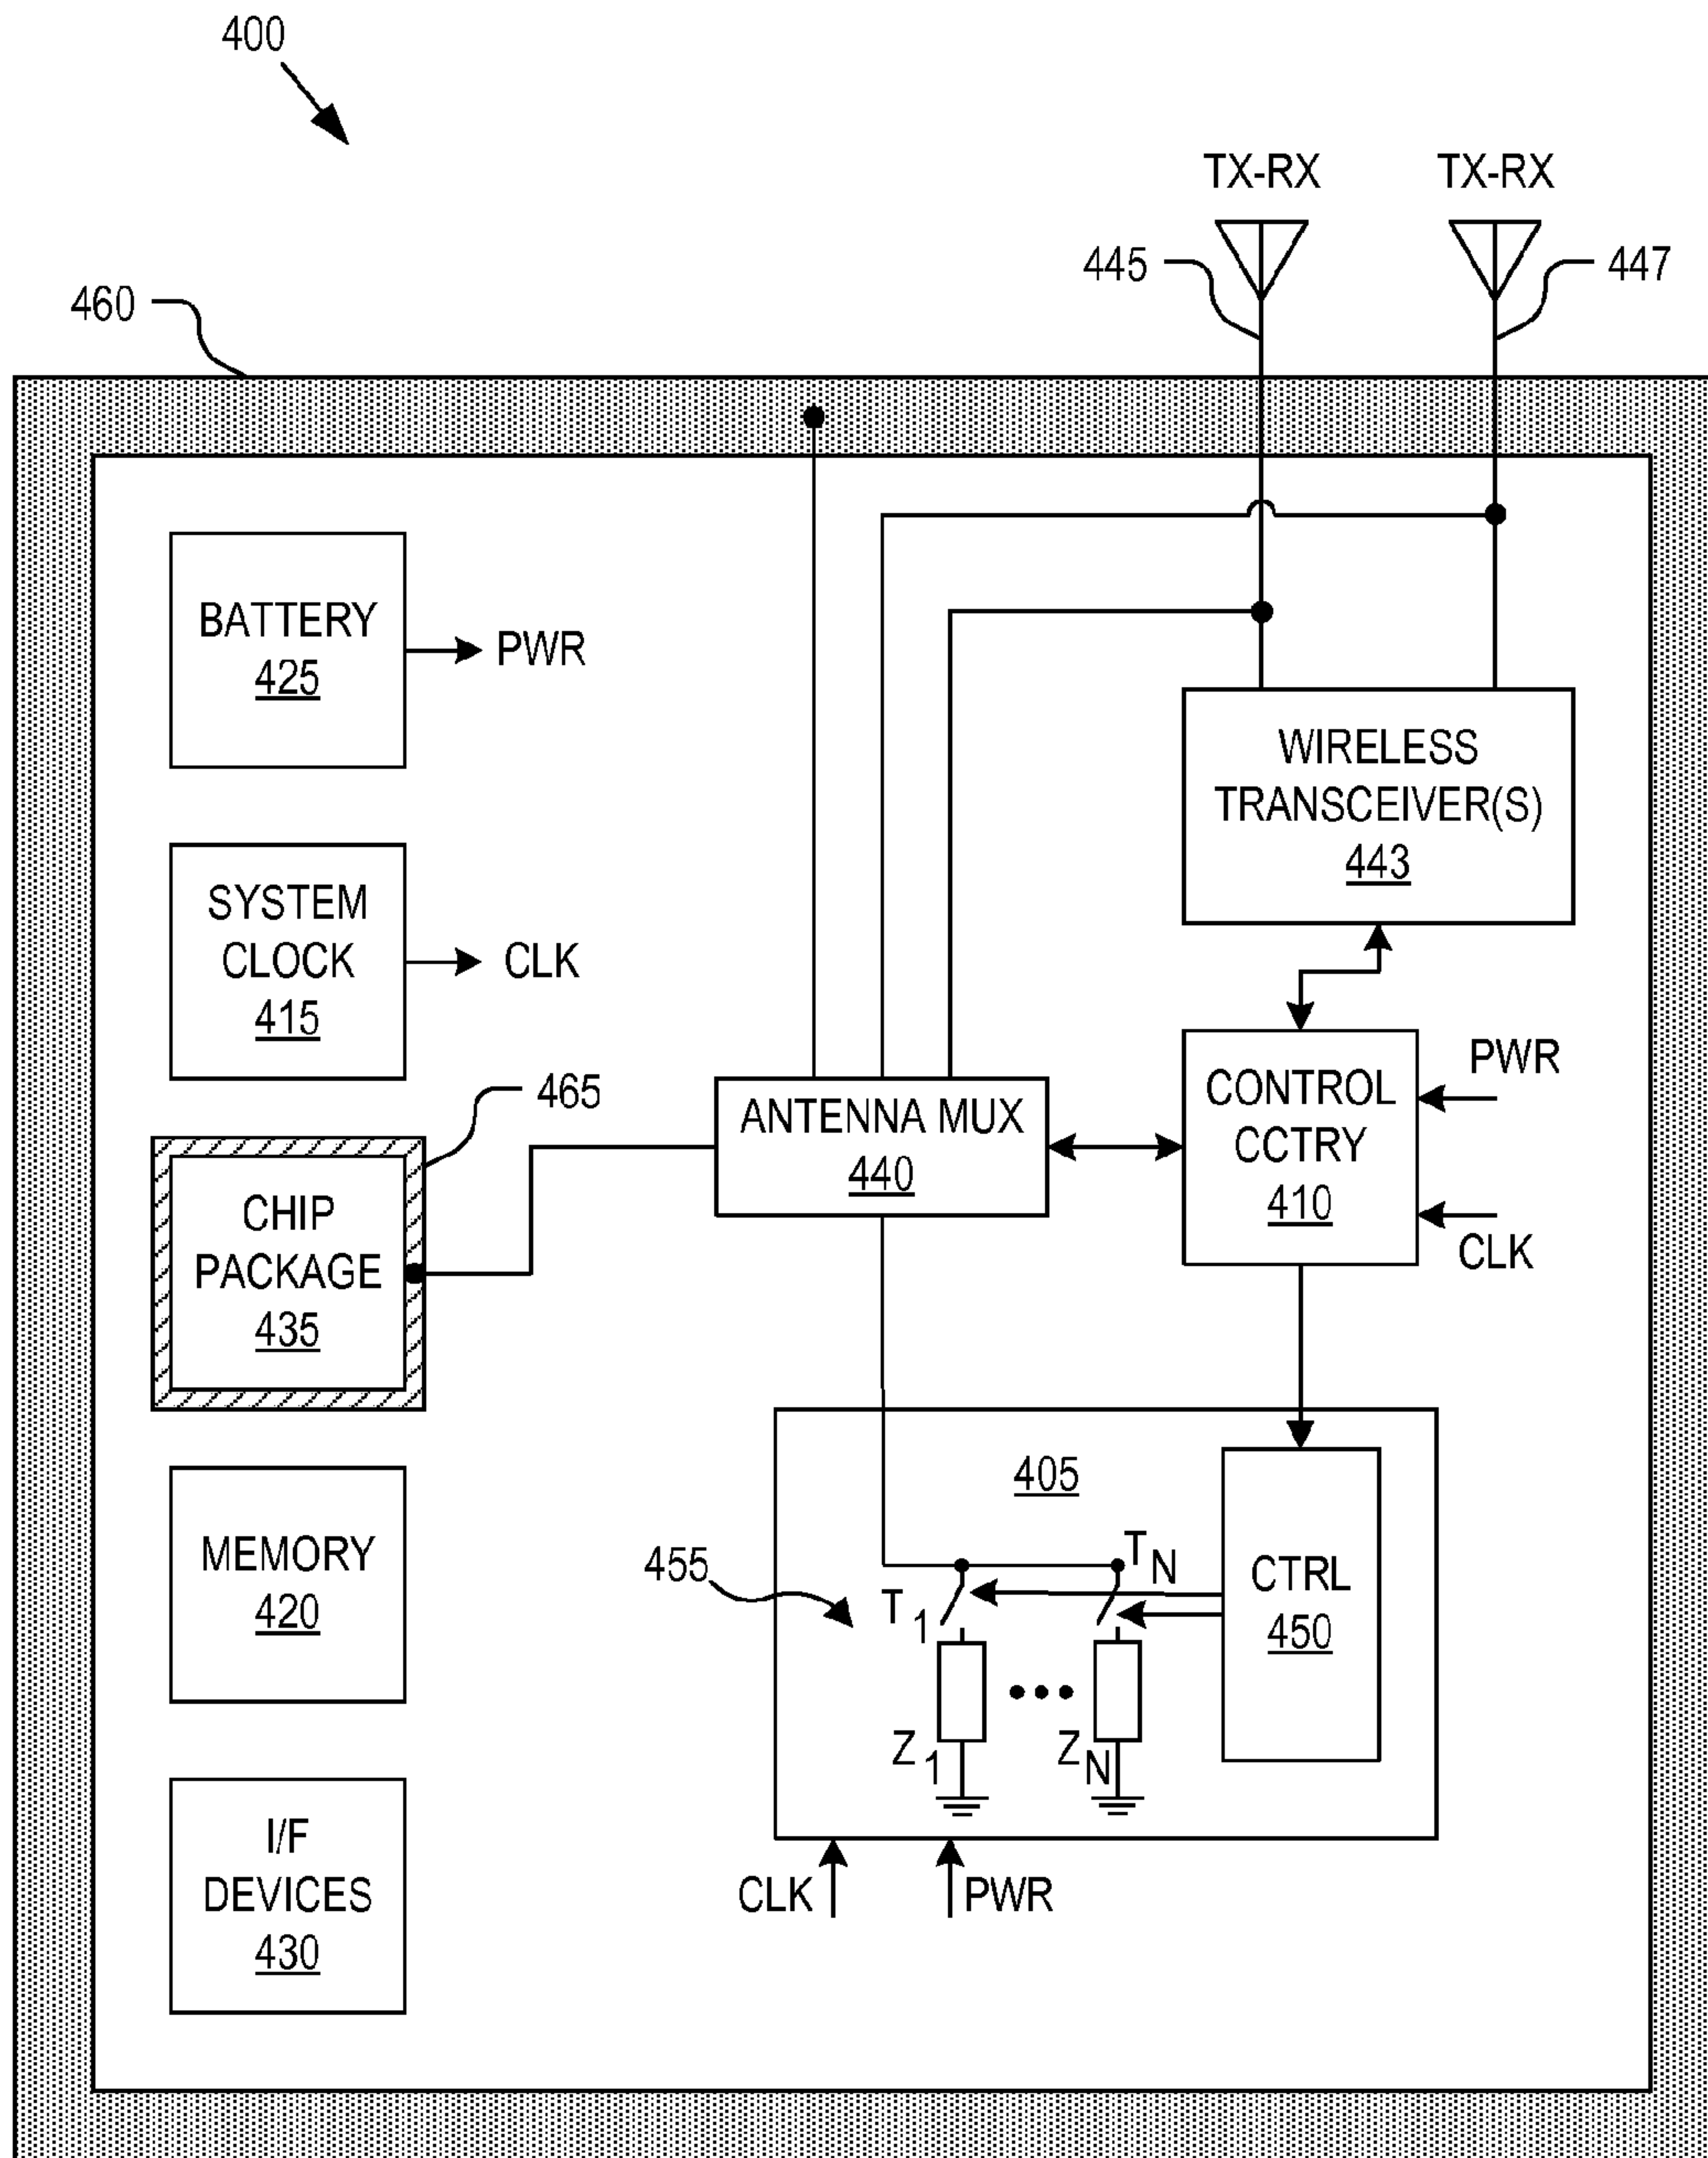 400
TX-RX
TX-RX
445
447
460
BATTERY
425
PWR
WIRELESS
TRANSCEIVER(S)
443
SYSTEM
CLOCK
415
CLK
465
ANTENNA MUX
440
CONTROL
CCTRY
410
PWR
CLK
CHIP
PACKAGE
435
MEMORY
420
405
455
T1
TN
CTRL
450
Z1
ZN
I/F
DEVICES
430
CLK
PWR